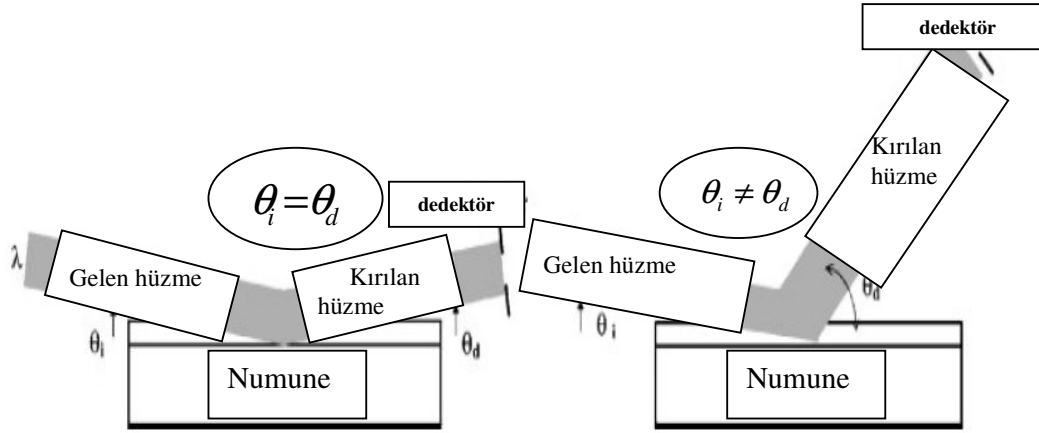 θi = θd
dedektör
λ
Gelen hüzme
Kırılan
hüzme
θi
θd
Numune
dedektör
Kırılan
hüzme
θi ≠ θd
Gelen hüzme
θd
θi
Numune